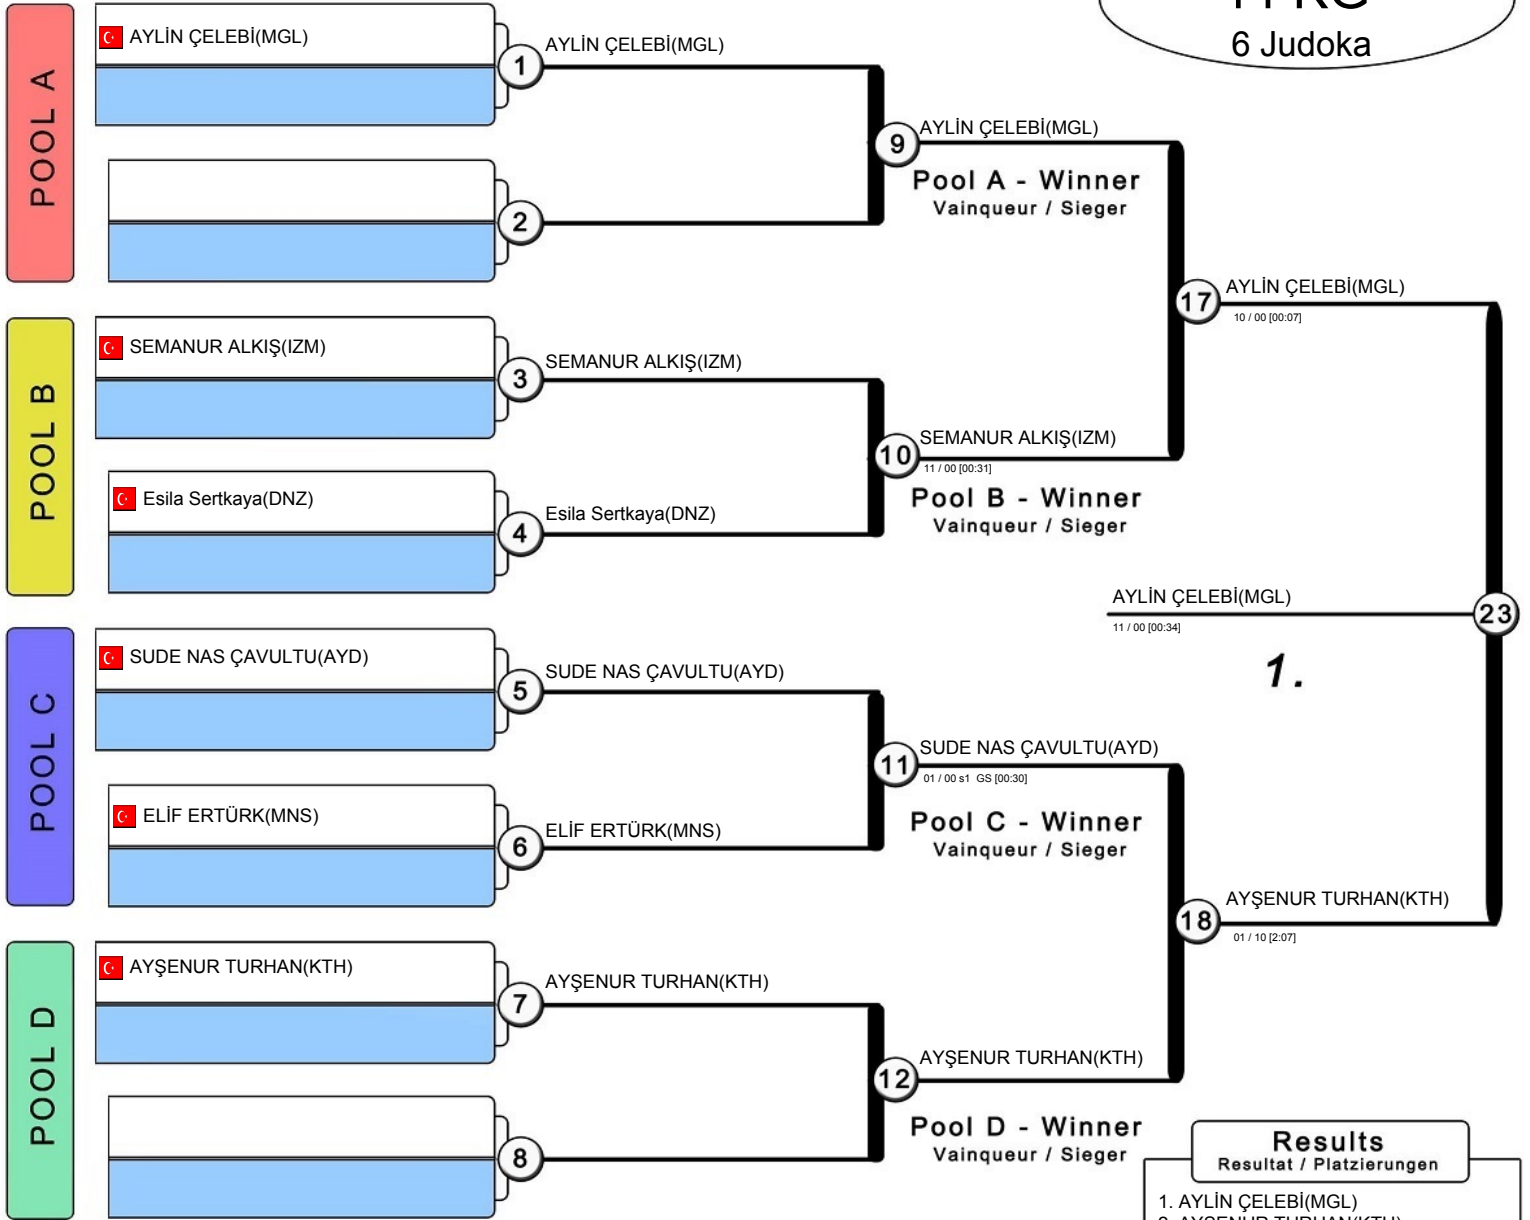 6 Judoka
POOL A
AYLİN ÇELEBİ(MGL)
1
AYLİN ÇELEBİ(MGL)
2
9
AYLİN ÇELEBİ(MGL)
Pool A - Winner
Vainqueur / Sieger
17
AYLİN ÇELEBİ(MGL)
10 / 00 [00:07]
POOL B
SEMANUR ALKIŞ(IZM)
3
SEMANUR ALKIŞ(IZM)
Esila Sertkaya(DNZ)
4
Esila Sertkaya(DNZ)
10
SEMANUR ALKIŞ(IZM)
11 / 00 [00:31]
Pool B - Winner
Vainqueur / Sieger
AYLİN ÇELEBİ(MGL)
11 / 00 [00:34]
23
1.
POOL C
SUDE NAS ÇAVULTU(AYD)
5
SUDE NAS ÇAVULTU(AYD)
ELİF ERTÜRK(MNS)
6
ELİF ERTÜRK(MNS)
11
SUDE NAS ÇAVULTU(AYD)
01 / 00 s1 GS [00:30]
Pool C - Winner
Vainqueur / Sieger
18
AYŞENUR TURHAN(KTH)
01 / 10 [2:07]
POOL D
AYŞENUR TURHAN(KTH)
7
AYŞENUR TURHAN(KTH)
8
12
AYŞENUR TURHAN(KTH)
Pool D - Winner
Vainqueur / Sieger
Results
Resultat / Platzierungen
1. AYLİN ÇELEBİ(MGL)
2. AYŞENUR TURHAN(KTH)